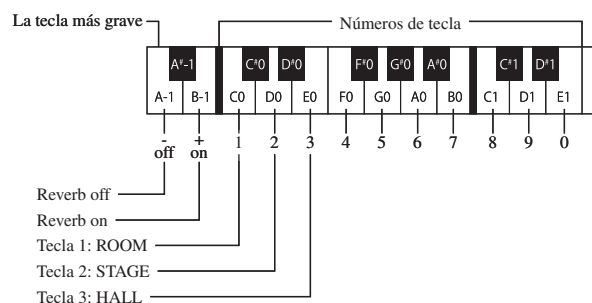 La tecla más grave
Números de tecla
A#-1 C#0 D#0 F#0 G#0 A#0 C#1 D#1
A-1 B-1 C0 D0 E0 F0 G0 A0 B0 C1 D1 E1
- + 1 2 3 4 5 6 7 8 9 0
off on
Reverb off
Reverb on
Tecla 1: ROOM
Tecla 2: STAGE
Tecla 3: HALL